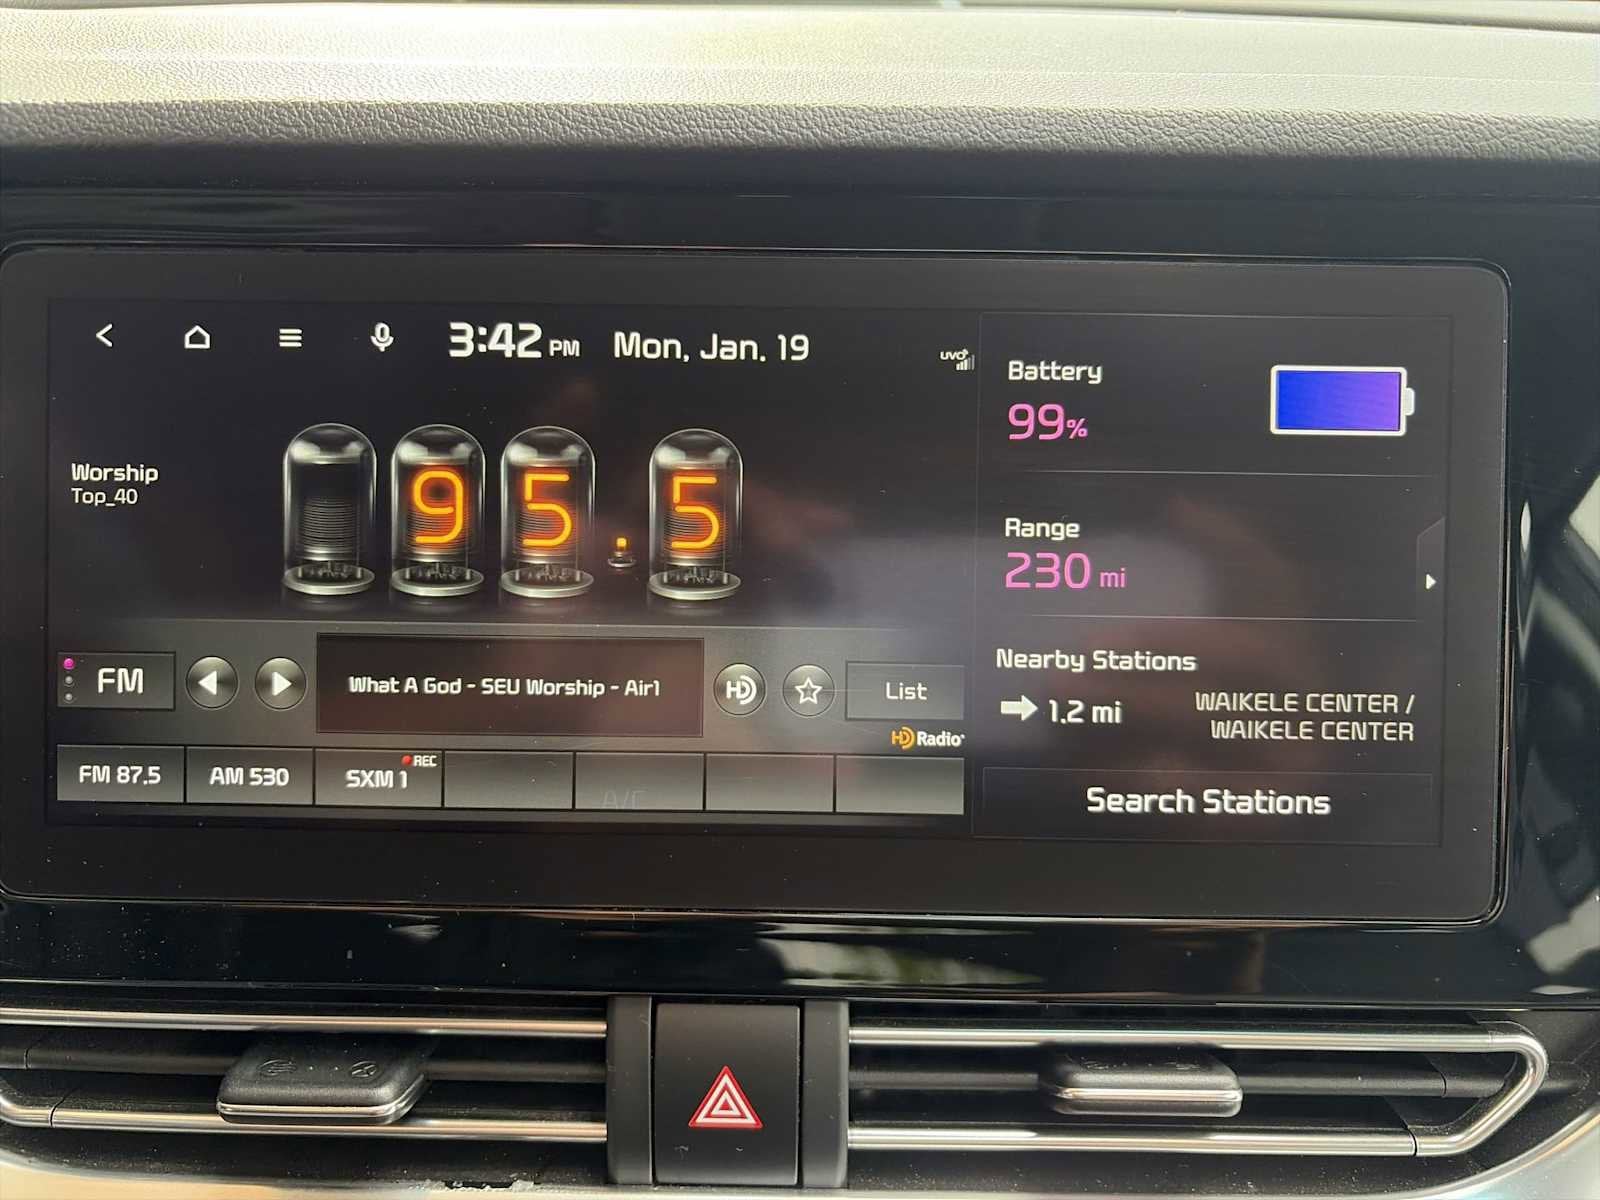 3:42 PM Mon, Jan. 19
UVO
Worship
Top_40
95.5
FM
What A God - SEU Worship - Air1
HD
List
HD Radio
FM 87.5
AM 530
SXM 1
REC
A/C
Battery
99%
Range
230 mi
Nearby Stations
1.2 mi
WAIKELE CENTER /
WAIKELE CENTER
Search Stations